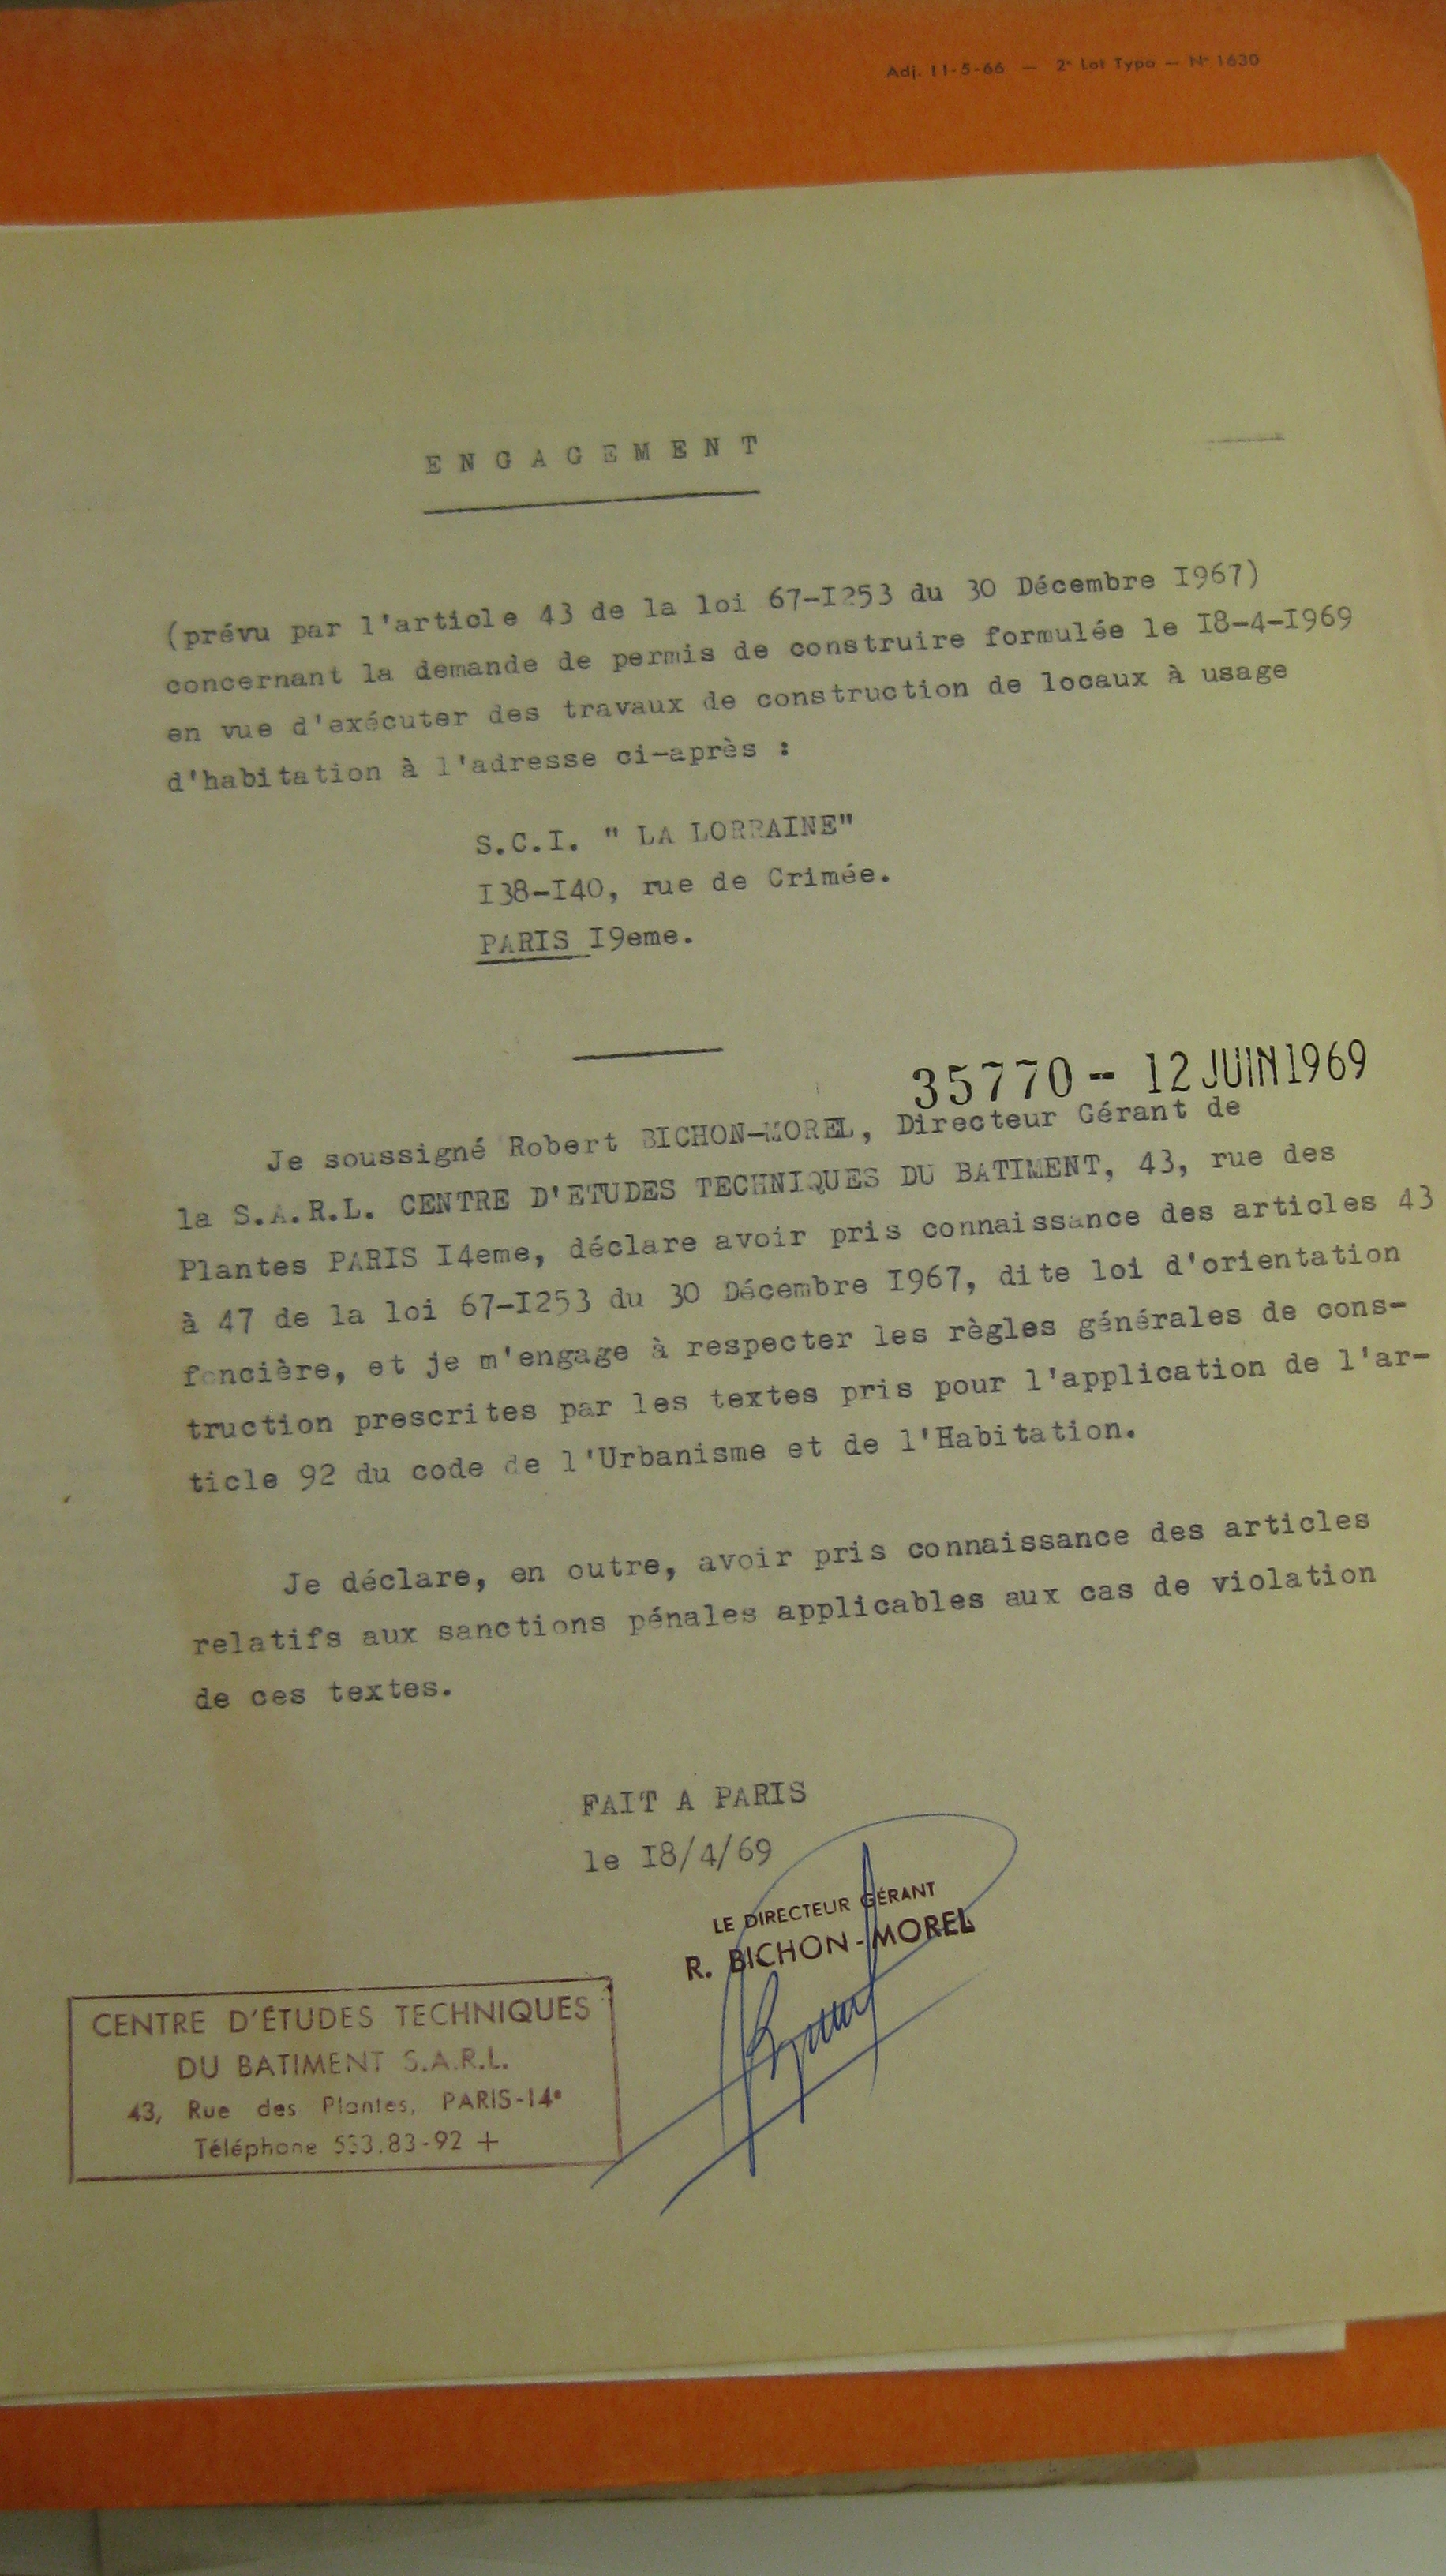 Adj. 11-5-66 — 2e Lot Typo — No 1630
ENGAGEMENT
(prévu par l'article 43 de la loi 67-I253 du 30 Décembre I967)
concernant la demande de permis de construire formulée le I8-4-I969
en vue d'exécuter des travaux de construction de locaux à usage
d'habitation à l'adresse ci-après :
S.C.I. " LA LORRAINE"
I38-I40, rue de Crimée.
PARIS I9eme.
35770 - 12 JUIN 1969
Je soussigné Robert BICHON-MOREL, Directeur Gérant de
la S.A.R.L. CENTRE D'ETUDES TECHNIQUES DU BATIMENT, 43, rue des
Plantes PARIS I4eme, déclare avoir pris connaissance des articles 43
à 47 de la loi 67-I253 du 30 Décembre I967, dite loi d'orientation
foncière, et je m'engage à respecter les règles générales de cons-
truction prescrites par les textes pris pour l'application de l'ar-
ticle 92 du code de l'Urbanisme et de l'Habitation.
Je déclare, en outre, avoir pris connaissance des articles
relatifs aux sanctions pénales applicables aux cas de violation
de ces textes.
FAIT A PARIS
le I8/4/69
LE DIRECTEUR GÉRANT
R. BICHON-MOREL
CENTRE D'ÉTUDES TECHNIQUES
DU BATIMENT S.A.R.L.
43, Rue des Plantes, PARIS-14e
Téléphone 533.83-92 +